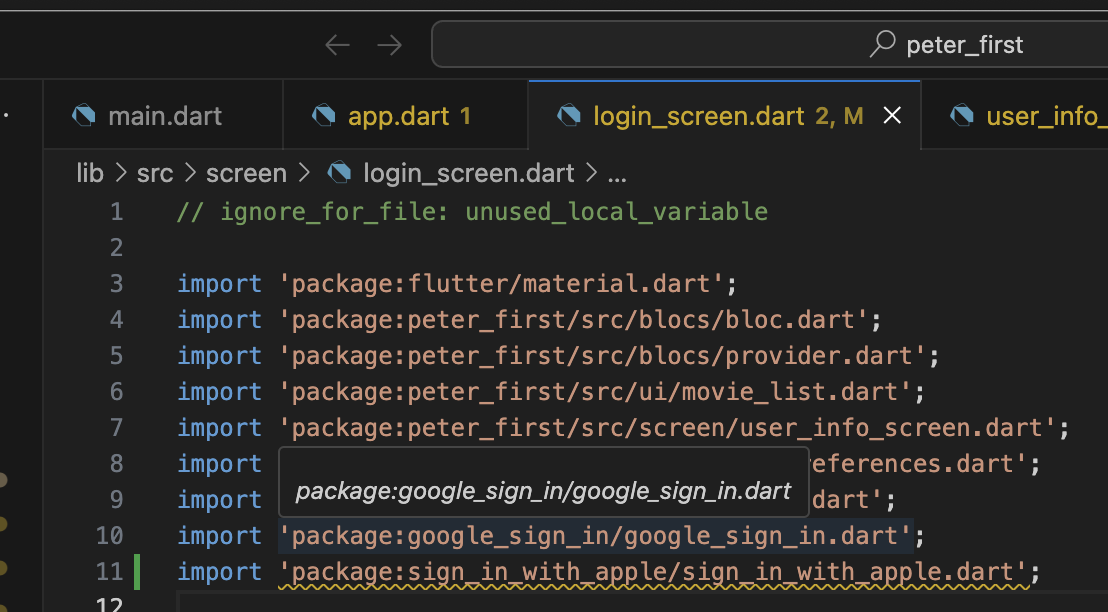 peter_first
main.dart
app.dart 1
login_screen.dart 2, M
user_info_
lib > src > screen > login_screen.dart > ...
1 // ignore_for_file: unused_local_variable
2
3 import 'package:flutter/material.dart';
4 import 'package:peter_first/src/blocs/bloc.dart';
5 import 'package:peter_first/src/blocs/provider.dart';
6 import 'package:peter_first/src/ui/movie_list.dart';
7 import 'package:peter_first/src/screen/user_info_screen.dart';
8 import eferences.dart';
package:google_sign_in/google_sign_in.dart
9 import dart';
10 import 'package:google_sign_in/google_sign_in.dart';
11 import 'package:sign_in_with_apple/sign_in_with_apple.dart';
12